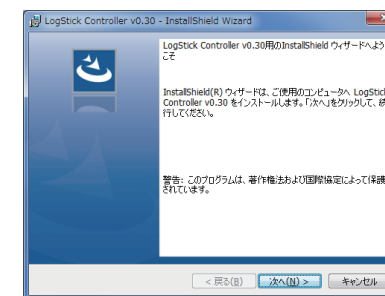 LogStick Controller v0.30 - InstallShield Wizard
LogStick Controller v0.30用のInstallShield ウィザードへよう
こそ
InstallShield(R) ウィザードは、ご使用のコンピュータへ LogStick
Controller v0.30 をインストールします。「次へ」をクリックして、続
行してください。
警告: このプログラムは、著作権法および国際協定によって保護
されています。
< 戻る(B)
次へ(N) >
キャンセル